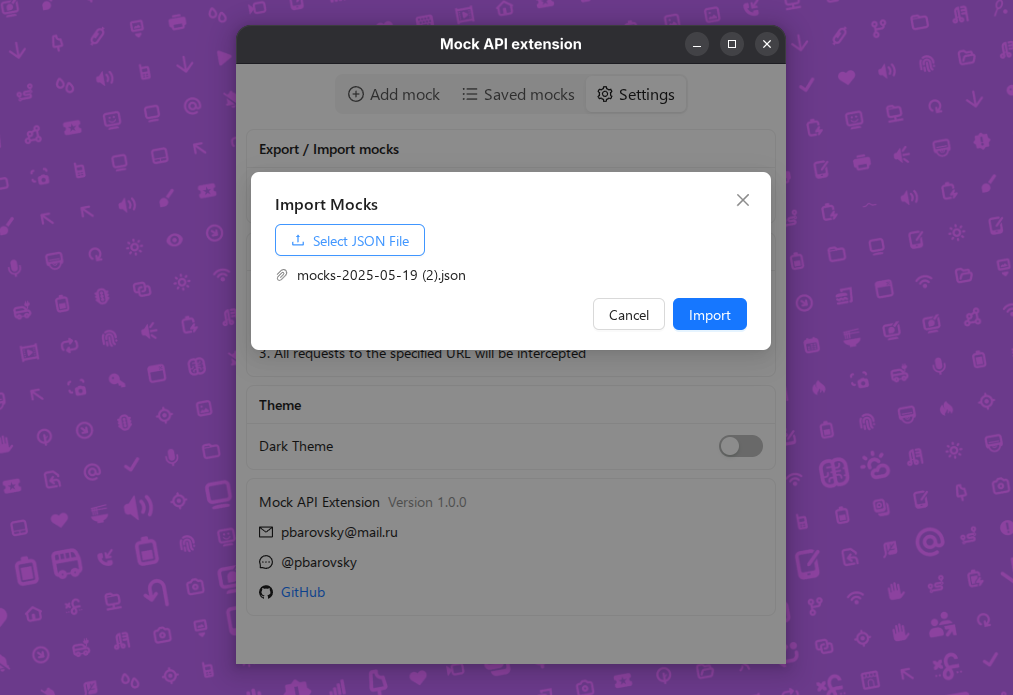 Mock API extension
Add mock
Saved mocks
Settings
Export / Import mocks
Import Mocks
Select JSON File
mocks-2025-05-19 (2).json
Cancel
Import
3. All requests to the specified URL will be intercepted
Theme
Dark Theme
Mock API Extension Version 1.0.0
pbarovsky@mail.ru
@pbarovsky
GitHub